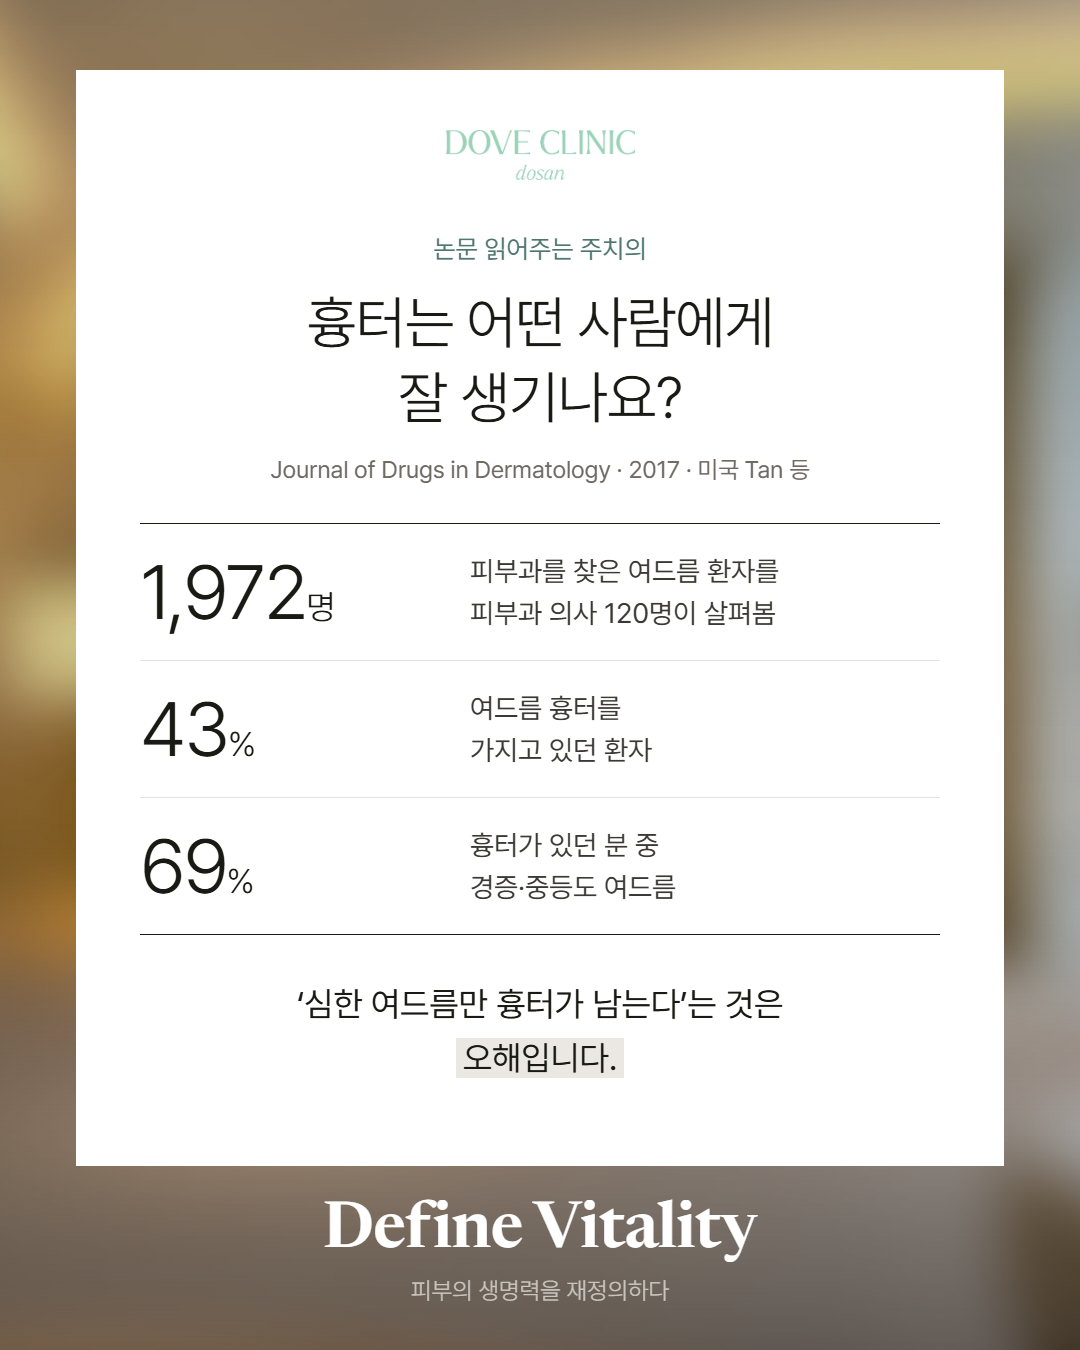 DOVE CLINIC
dosan
논문 읽어주는 주치의
흉터는 어떤 사람에게
잘 생기나요?
Journal of Drugs in Dermatology · 2017 · 미국 Tan 등
1,972명
피부과를 찾은 여드름 환자를
피부과 의사 120명이 살펴봄
43%
여드름 흉터를
가지고 있던 환자
69%
흉터가 있던 분 중
경증·중등도 여드름
‘심한 여드름만 흉터가 남는다’는 것은
오해입니다.
Define Vitality
피부의 생명력을 재정의하다